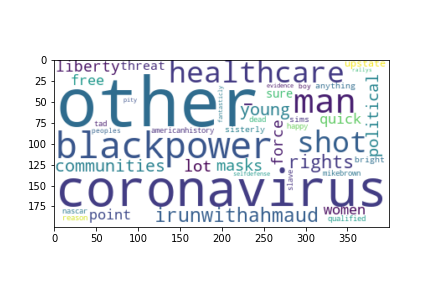 0
25
50
75
100
125
150
175
0 50 100 150 200 250 300 350
liberty threat healthcare upstate
rallys
free evidence boy anything
sure
other
pity
fantasticly
young man
dead
political
tad
peoples
americanhistory
sisterly
force
sims
happy
quick
blackpower shot
communities lot masks
selfdefense
slave
rights
mikebrown
bright
coronavirus
nascar
reason
point irunwithahmaud women
qualified